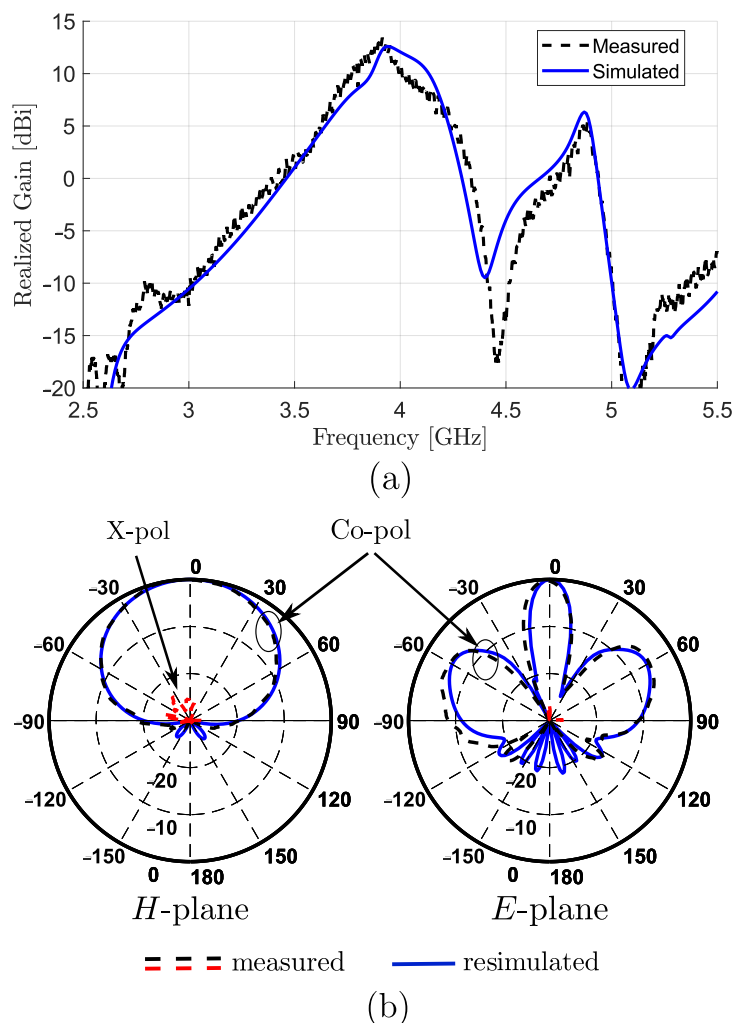 15
10
5
0
-5
-10
-15
-20
Realized Gain [dBi]
Measured
Simulated
2.5 3 3.5 4 4.5 5 5.5
Frequency [GHz]
(a)
X-pol Co-pol
0 0
-30 30 -30 30
-60 60 -60 60
-90 90 -90 90
-20 -20
-120 120 -120 120
-10 -10
-150 150 -150 150
0 180 0 180
H-plane E-plane
measured resimulated
(b)